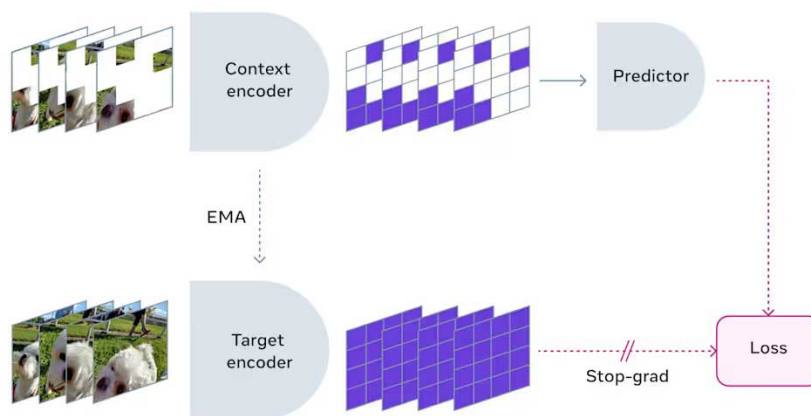 Context
encoder
Predictor
EMA
Target
encoder
Stop-grad
Loss